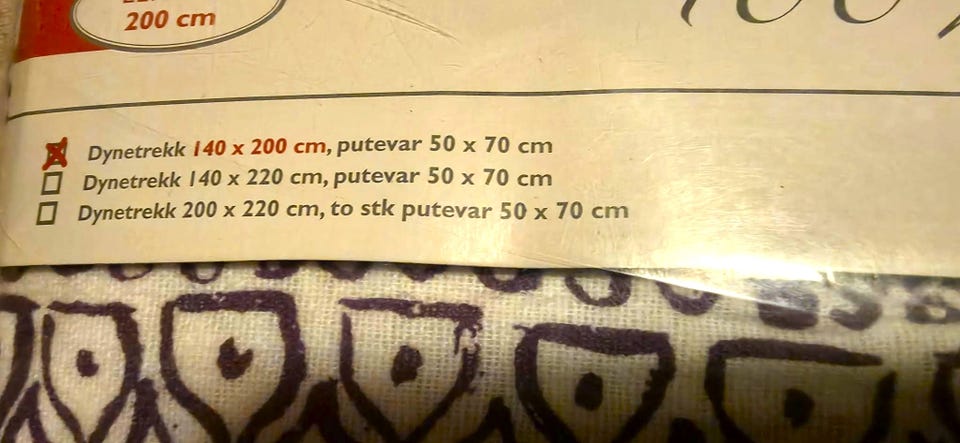 200 cm
Dynetrekk 140 x 200 cm, putevar 50 x 70 cm
Dynetrekk 140 x 220 cm, putevar 50 x 70 cm
Dynetrekk 200 x 220 cm, to stk putevar 50 x 70 cm